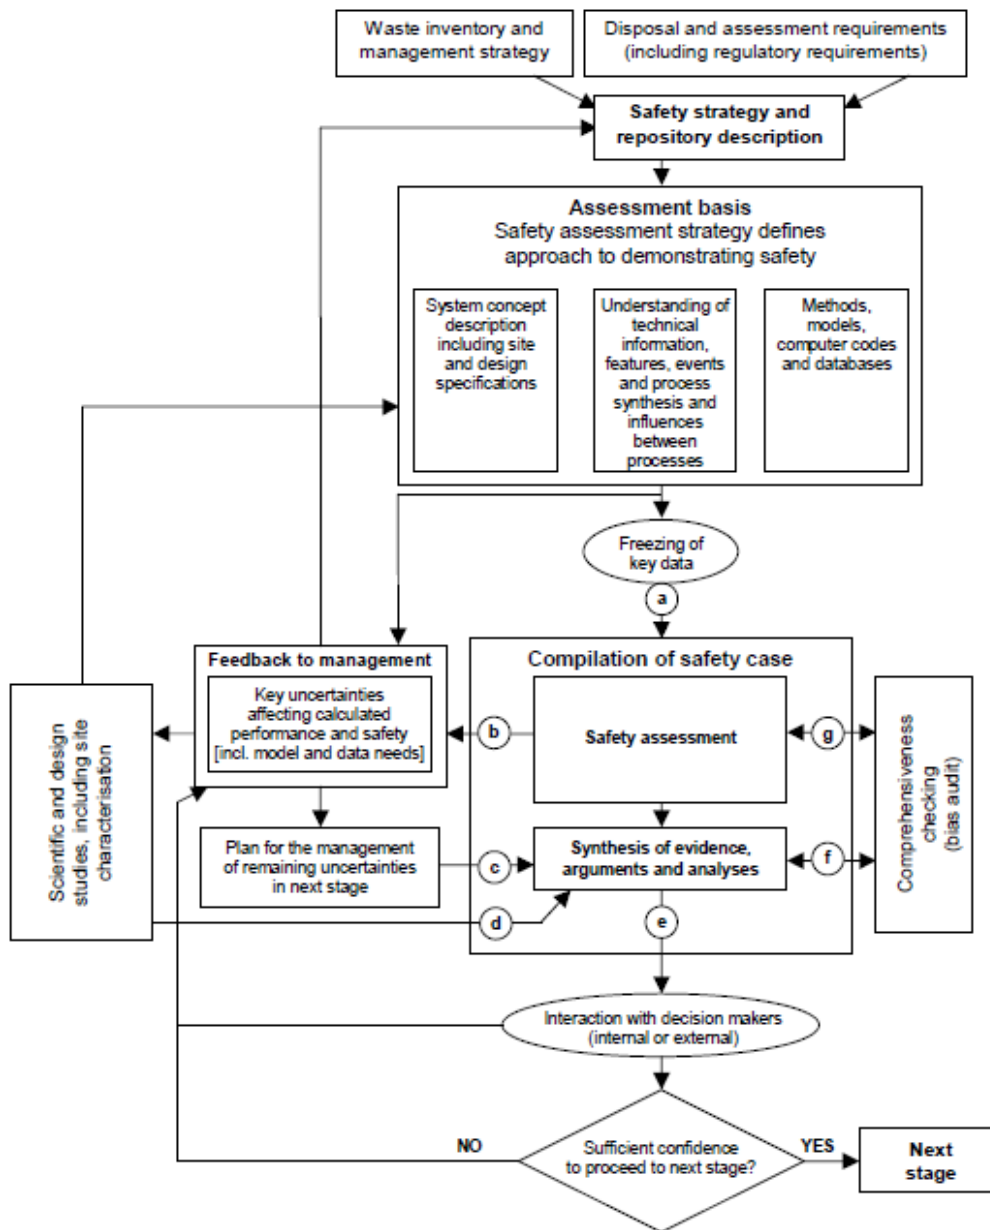 Waste inventory and
management strategy
Disposal and assessment requirements
(including regulatory requirements)
Safety strategy and
repository description
Assessment basis
Safety assessment strategy defines
approach to demonstrating safety
System concept
description
including site
and design
specifications
Understanding of
technical
information,
features, events
and process
synthesis and
influences
between
processes
Methods,
models,
computer codes
and databases
Freezing of
key data
a
Feedback to management
Key uncertainties
affecting calculated
performance and safety
[incl. model and data needs]
Compilation of safety case
Safety assessment
b
g
Scientific and design
studies, including site
characterisation
Comprehensiveness
checking
(bias audit)
Plan for the management
of remaining uncertainties
in next stage
c
Synthesis of evidence,
arguments and analyses
f
d
e
Interaction with decision makers
(internal or external)
NO
Sufficient confidence
to proceed to next stage?
YES
Next
stage